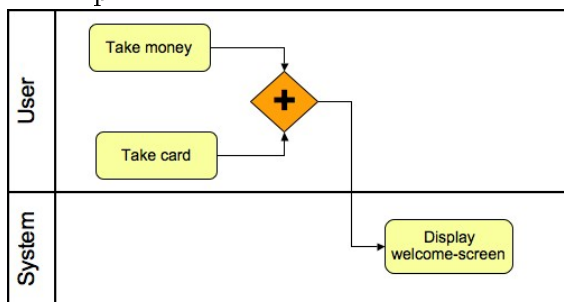 Take money
User
Take card
Display
welcome-screen
System